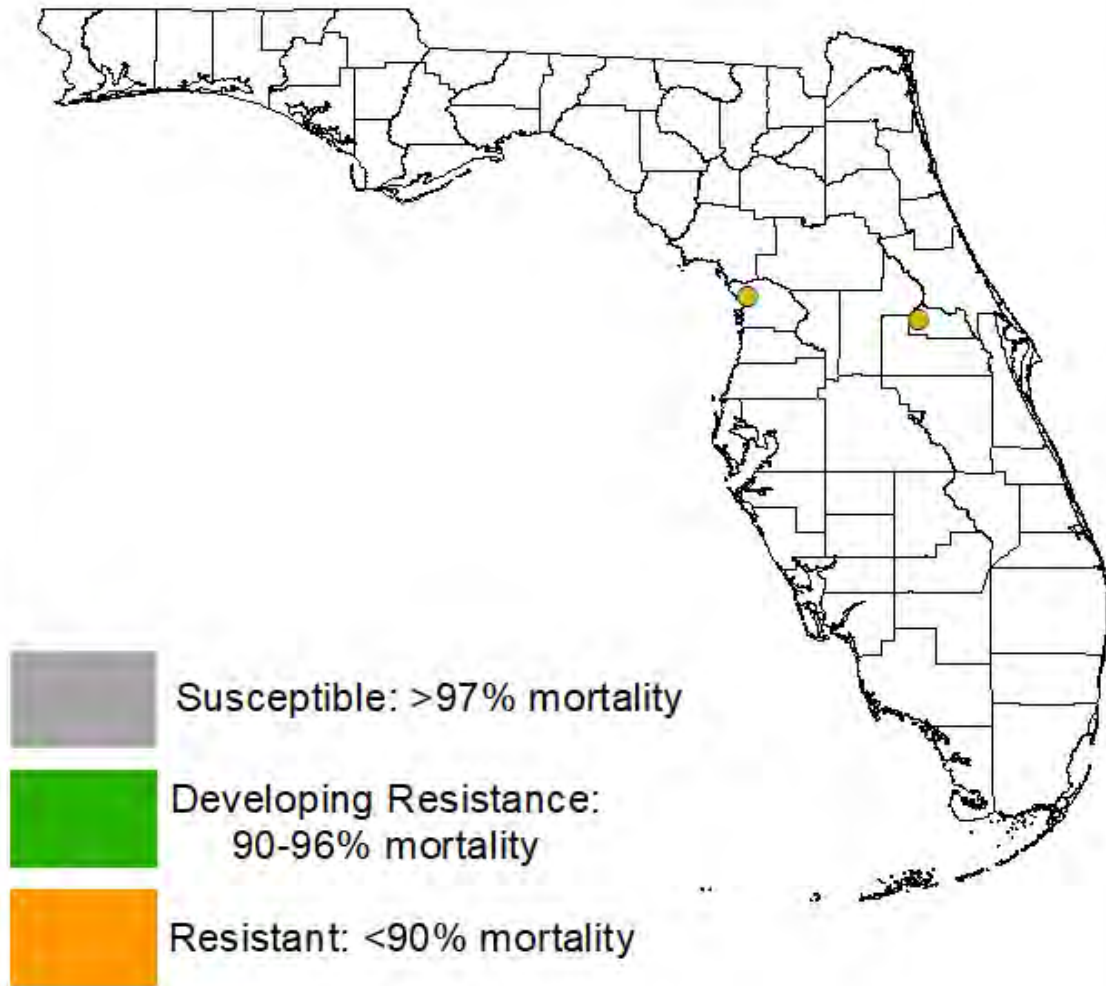 Susceptible: >97% mortality
Developing Resistance:
90-96% mortality
Resistant: <90% mortality